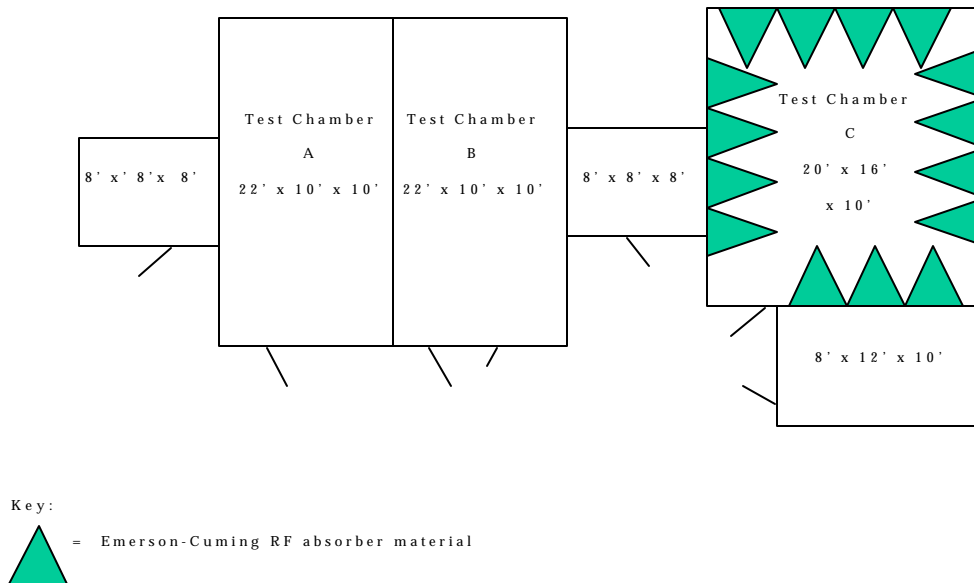 8' x' 8'x 8'
Test Chamber
A
22' x 10' x 10'
Test Chamber
B
22' x 10' x 10'
8' x 8' x 8'
Test Chamber
C
20' x 16'
x 10'
8' x 12' x 10'
Key:
= Emerson-Cuming RF absorber material